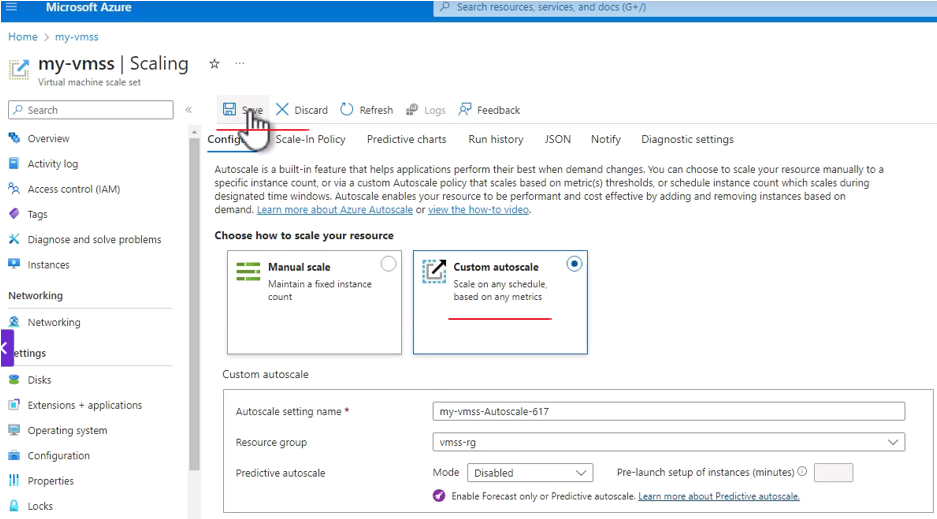 Microsoft Azure
Search resources, services, and docs (G+/)
Home > my-vmss
my-vmss | Scaling
Virtual machine scale set
Search
Overview
Activity log
Access control (IAM)
Tags
Diagnose and solve problems
Instances
Networking
Networking
ettings
Disks
Extensions + applications
Operating system
Configuration
Properties
Locks
Save Discard Refresh Logs Feedback
Config Scale-In Policy Predictive charts Run history JSON Notify Diagnostic settings
Autoscale is a built-in feature that helps applications perform their best when demand changes. You can choose to scale your resource manually to a
specific instance count, or via a custom Autoscale policy that scales based on metric(s) thresholds, or schedule instance count which scales during
designated time windows. Autoscale enables your resource to be performant and cost effective by adding and removing instances based on
demand. Learn more about Azure Autoscale or view the how-to video.
Choose how to scale your resource
Manual scale
Maintain a fixed instance
count
Custom autoscale
Scale on any schedule,
based on any metrics
Custom autoscale
Autoscale setting name * my-vmss-Autoscale-617
Resource group vmss-rg
Predictive autoscale Mode Disabled Pre-launch setup of instances (minutes)
Enable Forecast only or Predictive autoscale. Learn more about Predictive autoscale.